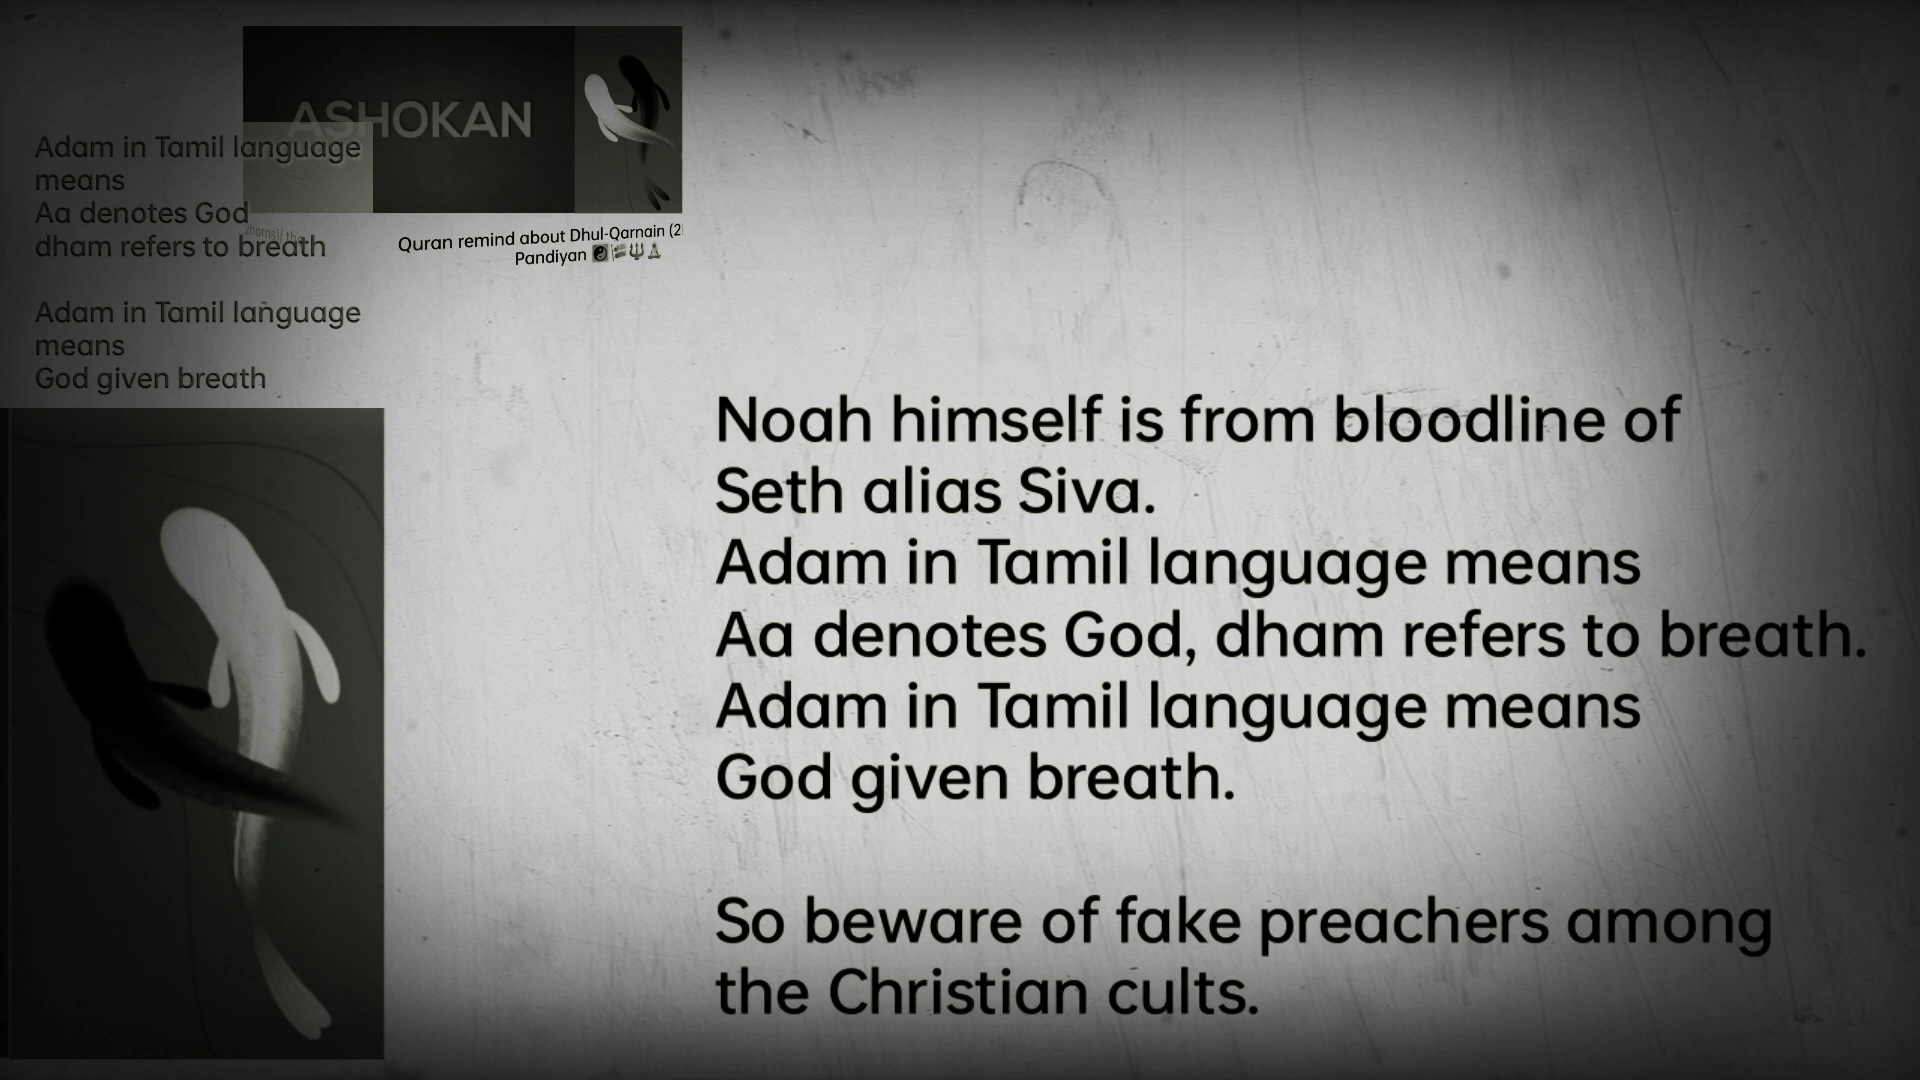 ASHOKAN
Adam in Tamil language
means
Aa denotes God
dham refers to breath
Quran remind about Dhul-Qarnain (2
Pandiyan
Adam in Tamil language
means
God given breath
Noah himself is from bloodline of
Seth alias Siva.
Adam in Tamil language means
Aa denotes God, dham refers to breath.
Adam in Tamil language means
God given breath.
So beware of fake preachers among
the Christian cults.